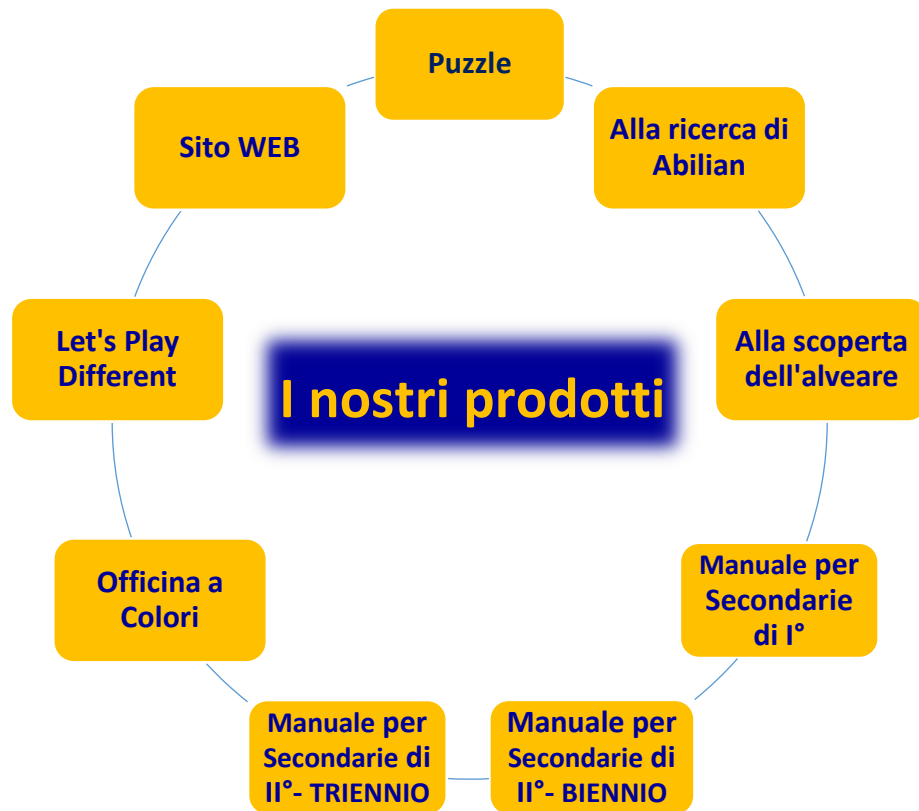 Puzzle
Alla ricerca di
Abilian
Alla scoperta
dell'alveare
Manuale per
Secondarie
di I°
Manuale per
Secondarie di
II°- BIENNIO
Manuale per
Secondarie di
II°- TRIENNIO
Officina a
Colori
Let's Play
Different
Sito WEB
I nostri prodotti